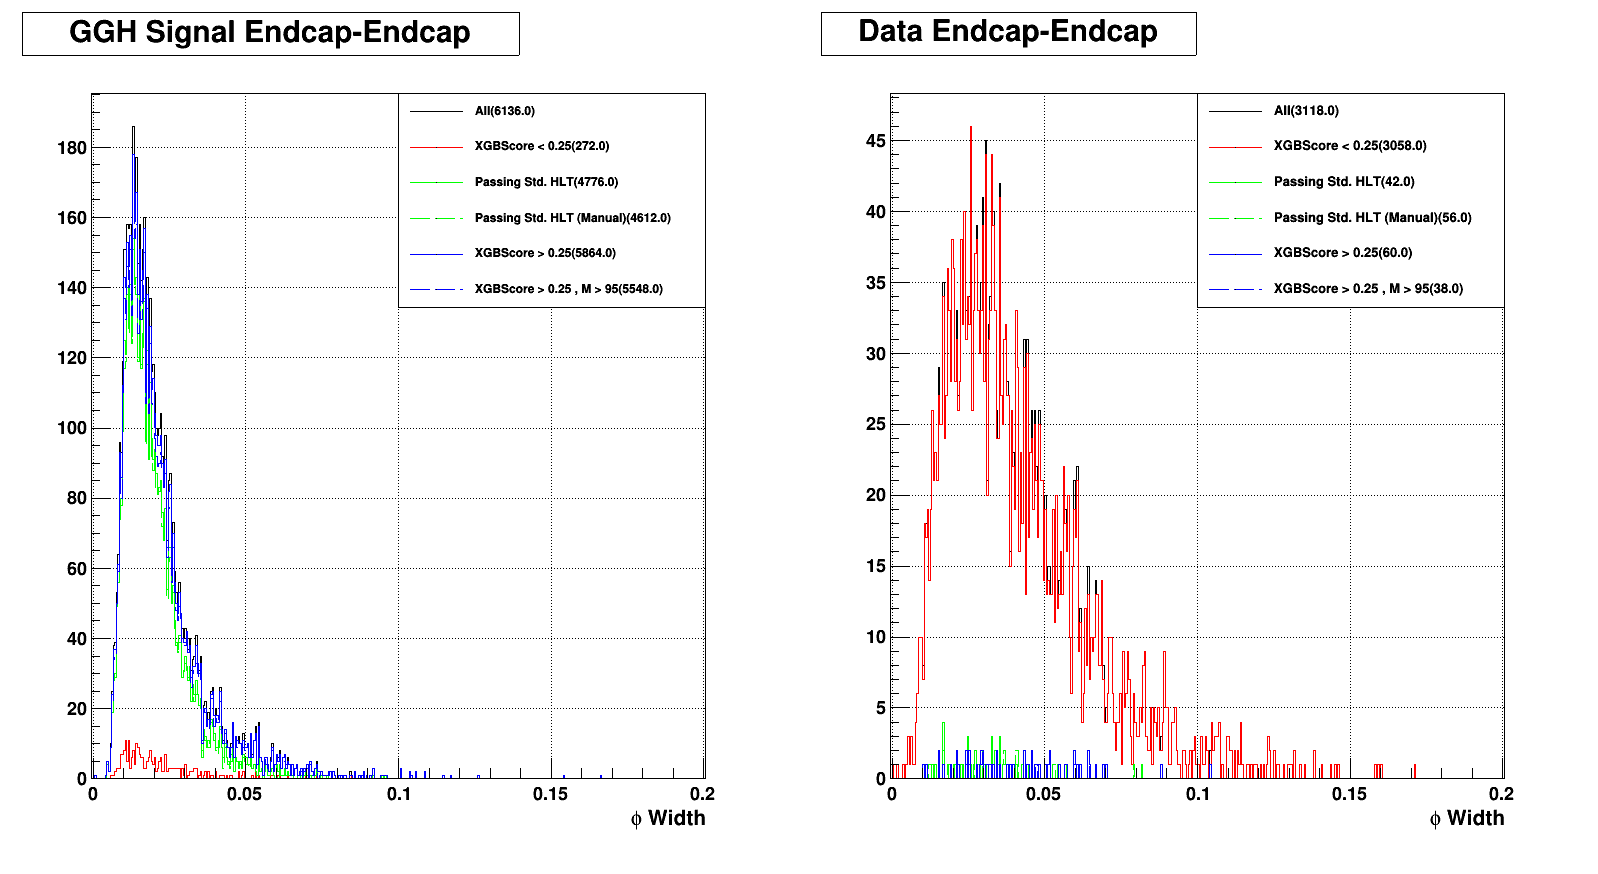 GGH Signal Endcap-Endcap
All(6136.0)
XGBScore < 0.25(272.0)
Passing Std. HLT(4776.0)
Passing Std. HLT (Manual)(4612.0)
XGBScore > 0.25(5864.0)
XGBScore > 0.25 , M > 95(5548.0)
180
160
140
120
100
80
60
40
20
0
0 0.05 0.1 0.15 0.2
ϕ Width
Data Endcap-Endcap
All(3118.0)
XGBScore < 0.25(3058.0)
Passing Std. HLT(42.0)
Passing Std. HLT (Manual)(56.0)
XGBScore > 0.25(60.0)
XGBScore > 0.25 , M > 95(38.0)
45
40
35
30
25
20
15
10
5
0
0 0.05 0.1 0.15 0.2
ϕ Width